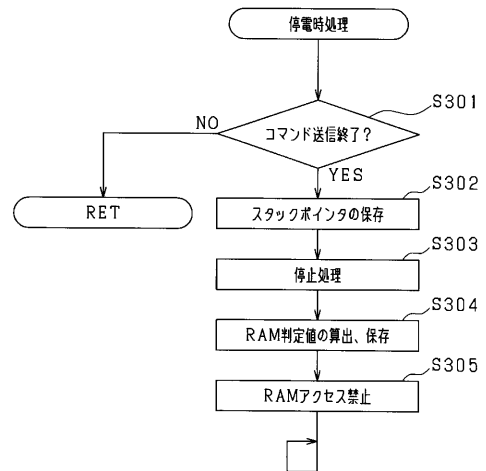 停電時処理
S301
コマンド送信終了?
NO
YES
RET
S302
スタックポインタの保存
S303
停止処理
S304
RAM判定値の算出、保存
S305
RAMアクセス禁止